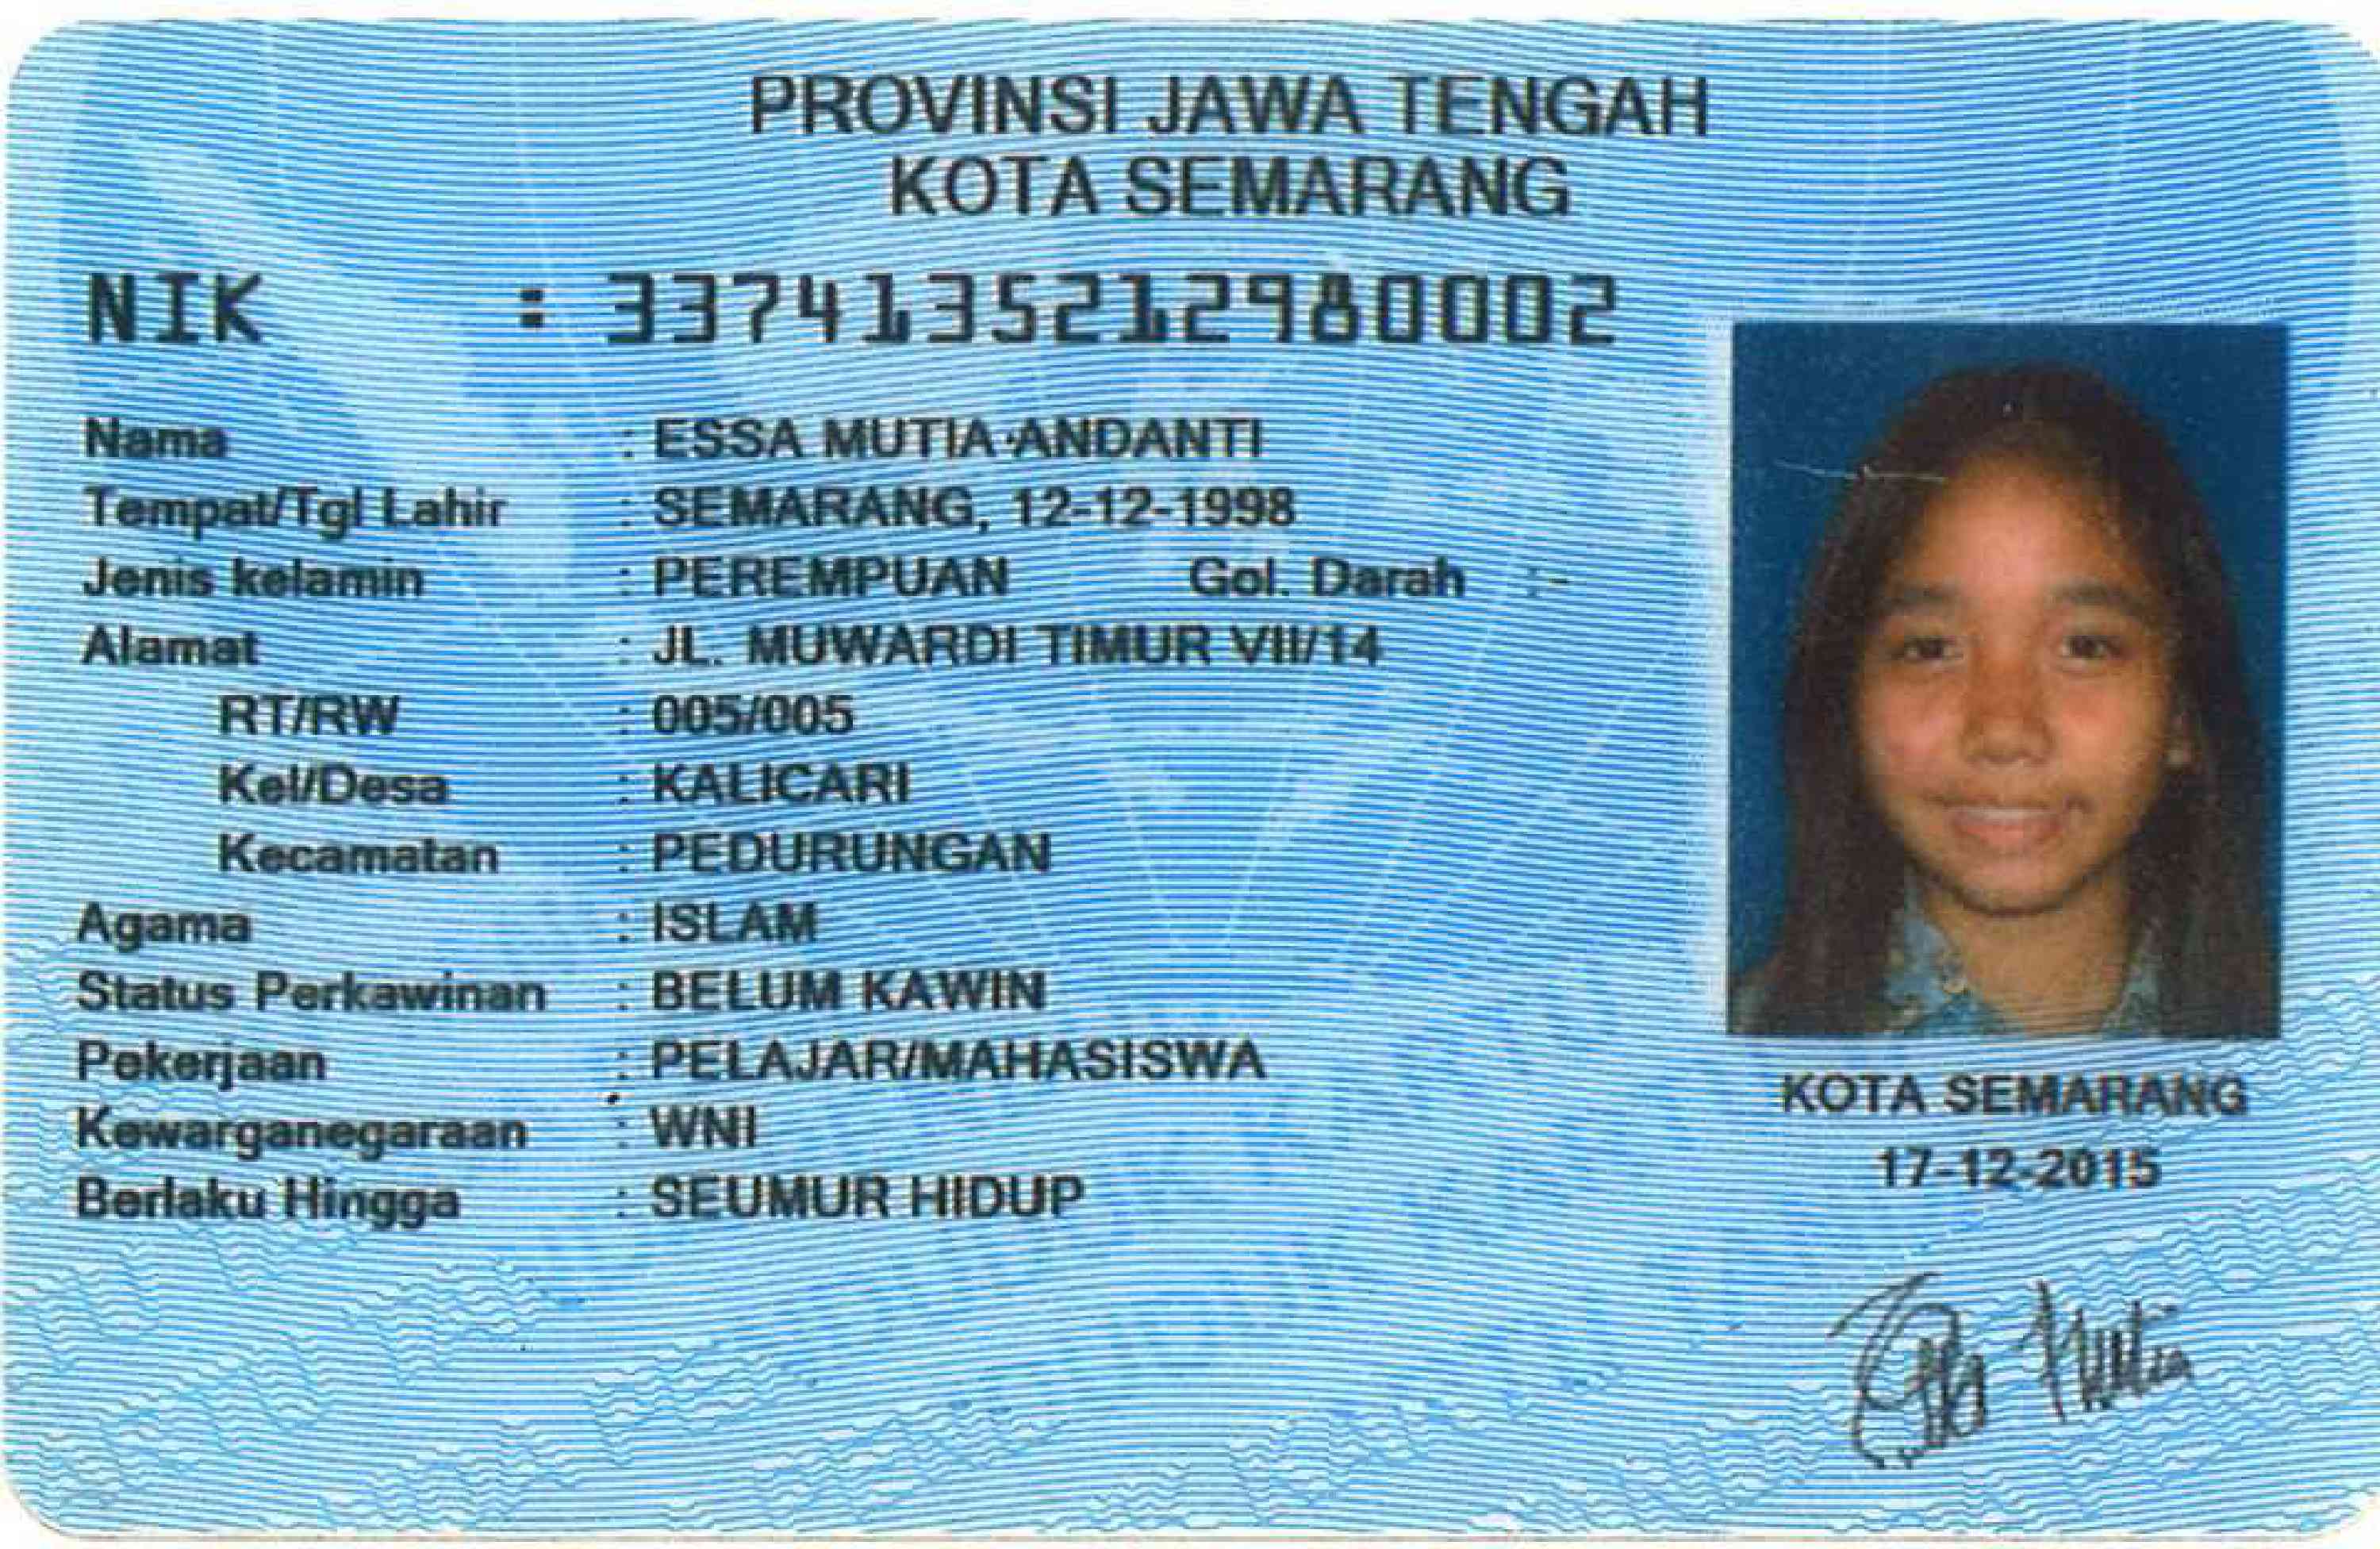 PROVINSI JAWA TENGAH
KOTA SEMARANG
NIK : 3374135212980002
Nama : ESSA MUTIA ANDANTI
Tempat/Tgl Lahir : SEMARANG, 12-12-1998
Jenis kelamin : PEREMPUAN Gol. Darah : -
Alamat : JL. MUWARDI TIMUR VII/14
RT/RW : 005/005
Kel/Desa : KALICARI
Kecamatan : PEDURUNGAN
Agama : ISLAM
Status Perkawinan : BELUM KAWIN
Pekerjaan : PELAJAR/MAHASISWA
Kewarganegaraan : WNI
Berlaku Hingga : SEUMUR HIDUP
KOTA SEMARANG
17-12-2015